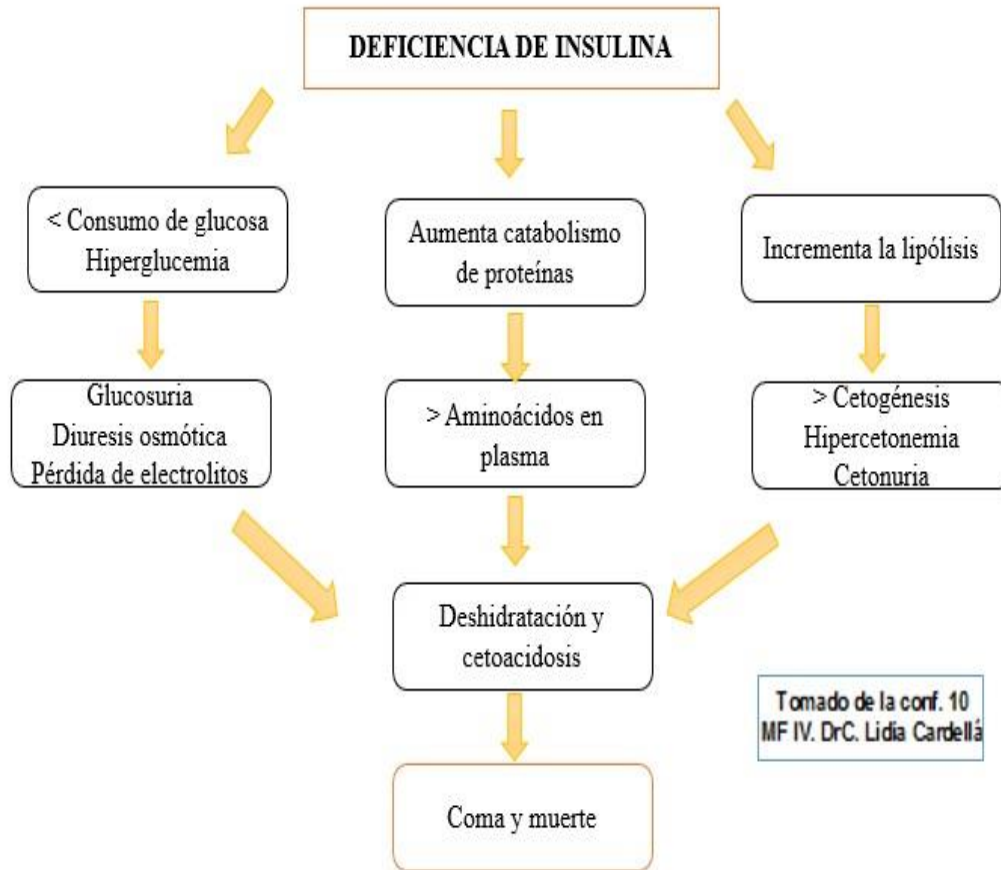 DEFICIENCIA DE INSULINA
< Consumo de glucosa
Hiperglucemia
Aumenta catabolismo
de proteínas
Incrementa la lipólisis
Glucosuria
Diuresis osmótica
Pérdida de electrolitos
> Aminoácidos en
plasma
> Cetogénesis
Hipercetonemia
Cetonuria
Deshidratación y
cetoacidosis
Tomado de la conf. 10
MF IV. DrC. Lidia Cardellá
Coma y muerte